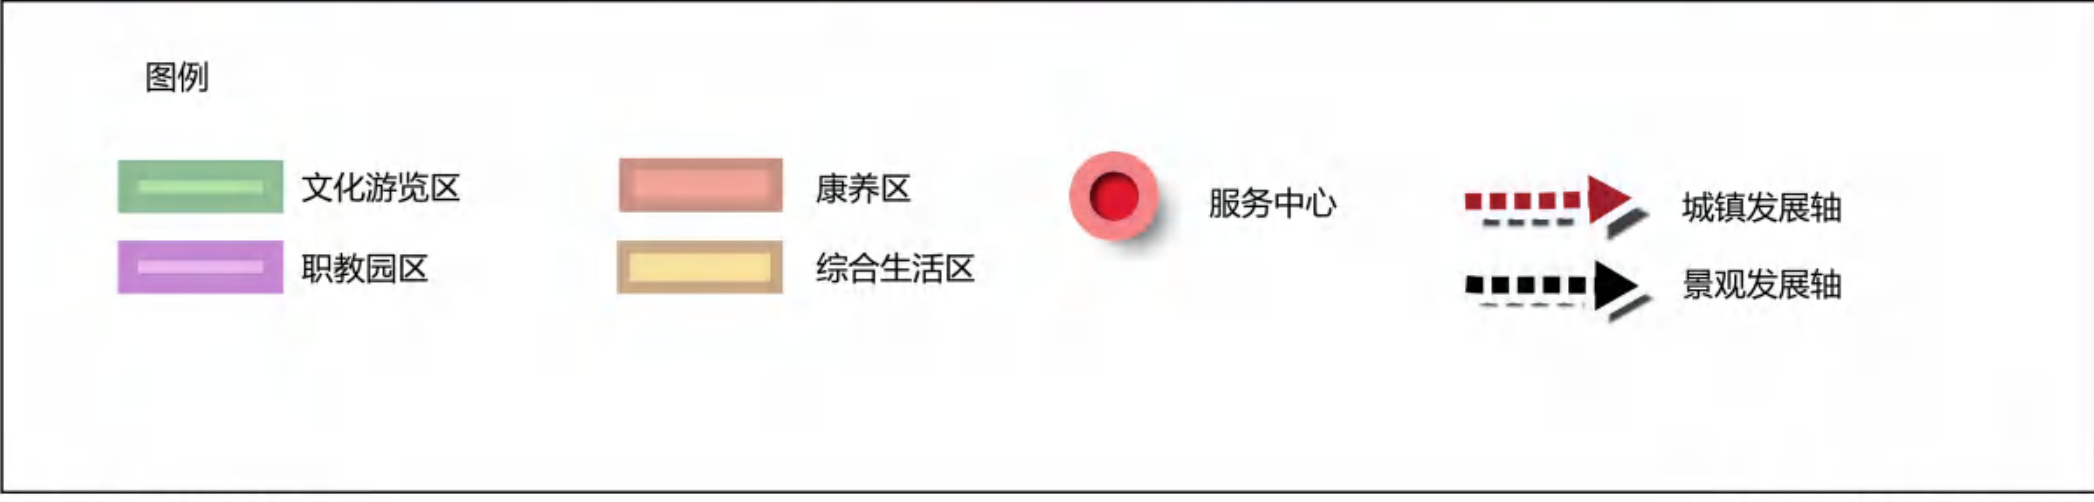 图例
文化游览区
康养区
服务中心
城镇发展轴
职教园区
综合生活区
景观发展轴